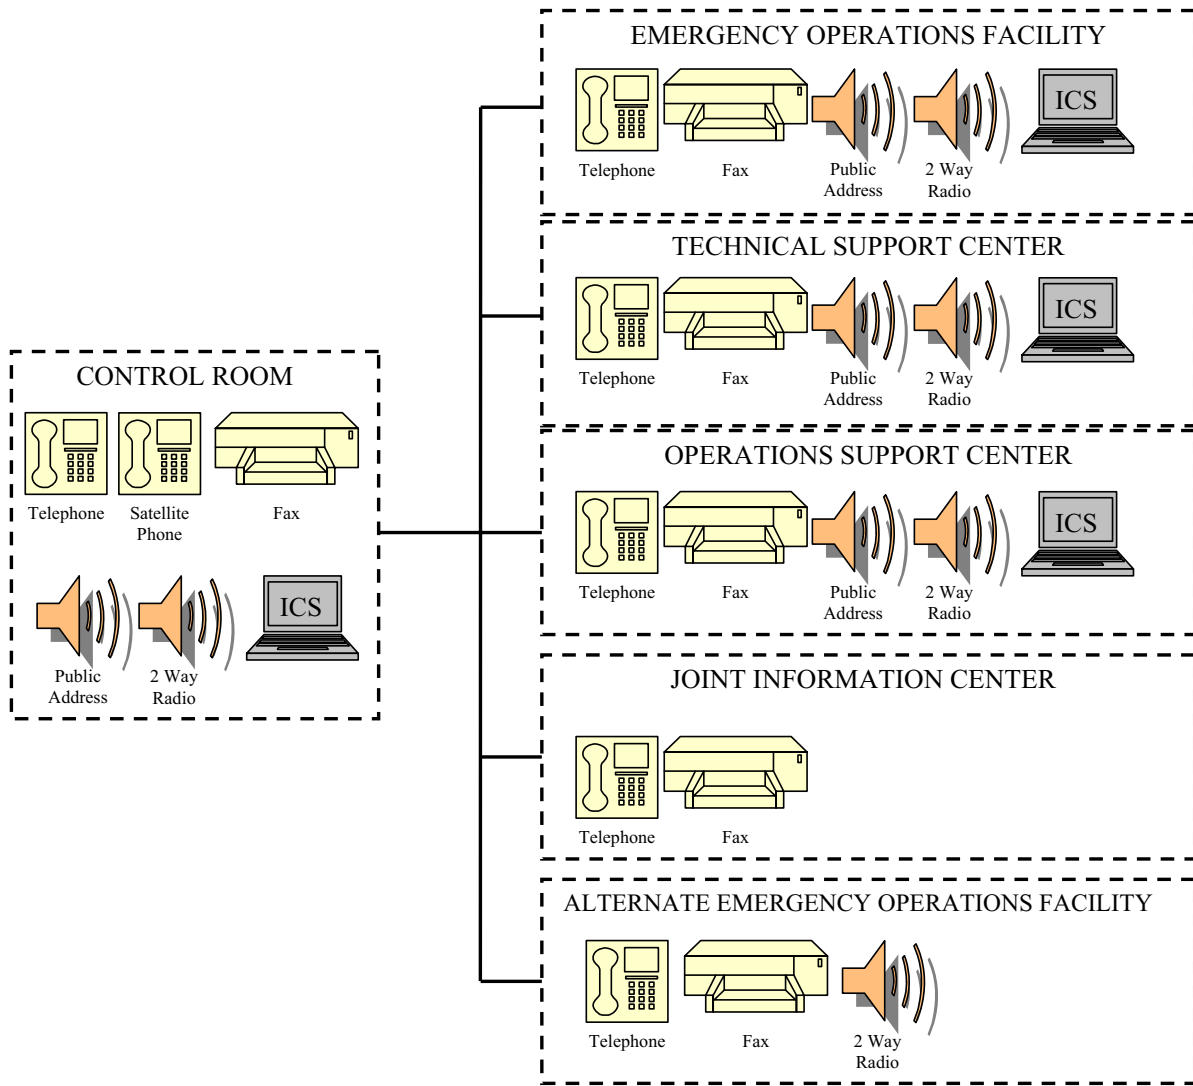 EMERGENCY OPERATIONS FACILITY
ICS
Telephone
Fax
Public
Address
2 Way
Radio
TECHNICAL SUPPORT CENTER
ICS
Telephone
Fax
Public
Address
2 Way
Radio
CONTROL ROOM
Telephone
Satellite
Phone
Fax
ICS
Public
Address
2 Way
Radio
OPERATIONS SUPPORT CENTER
ICS
Telephone
Fax
Public
Address
2 Way
Radio
JOINT INFORMATION CENTER
Telephone
Fax
ALTERNATE EMERGENCY OPERATIONS FACILITY
Telephone
Fax
2 Way
Radio